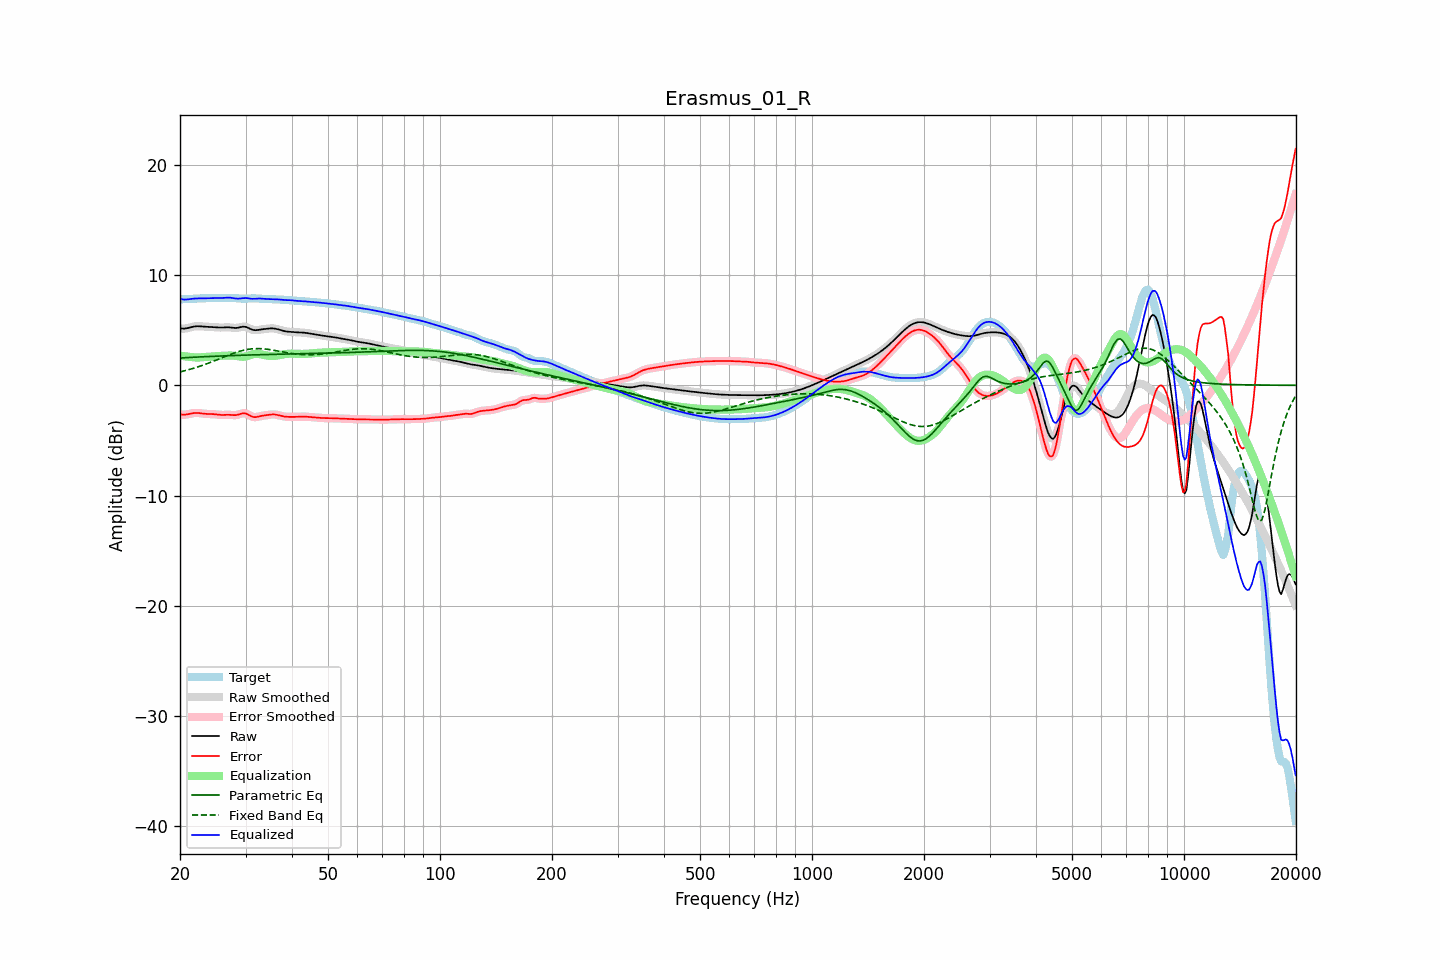 Erasmus_01_R
Amplitude (dBr)
20
10
0
−10
−20
−30
−40
Target
Raw Smoothed
Error Smoothed
Raw
Error
Equalization
Parametric Eq
Fixed Band Eq
Equalized
20
50
100
200
500
1000
2000
5000
10000
20000
Frequency (Hz)